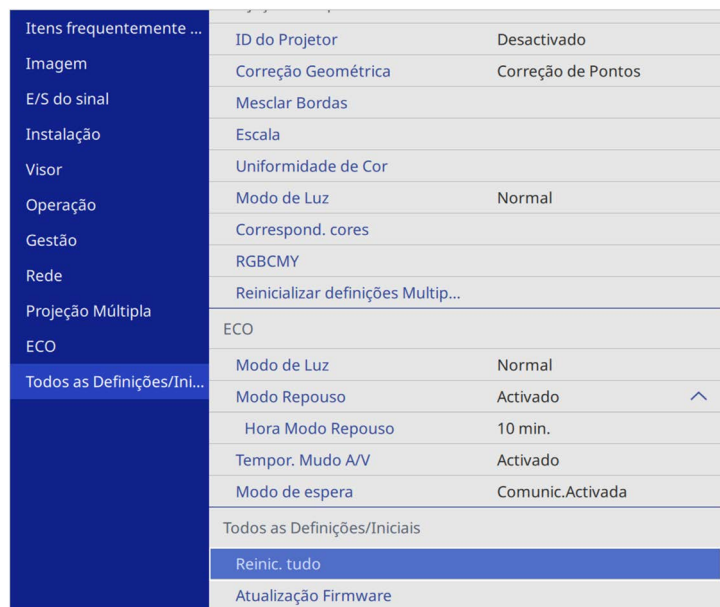 Itens frequentemente ...
Imagem
E/S do sinal
Instalação
Visor
Operação
Gestão
Rede
Projeção Múltipla
ECO
Todos as Definições/Ini...
ID do Projetor Desactivado
Correção Geométrica Correção de Pontos
Mesclar Bordas
Escala
Uniformidade de Cor
Modo de Luz Normal
Correspond. cores
RGBCMY
Reinicializar definições Multip...
ECO
Modo de Luz Normal
Modo Repouso Activado
Hora Modo Repouso 10 min.
Tempor. Mudo A/V Activado
Modo de espera Comunic.Activada
Todos as Definições/Iniciais
Reinic. tudo
Atualização Firmware